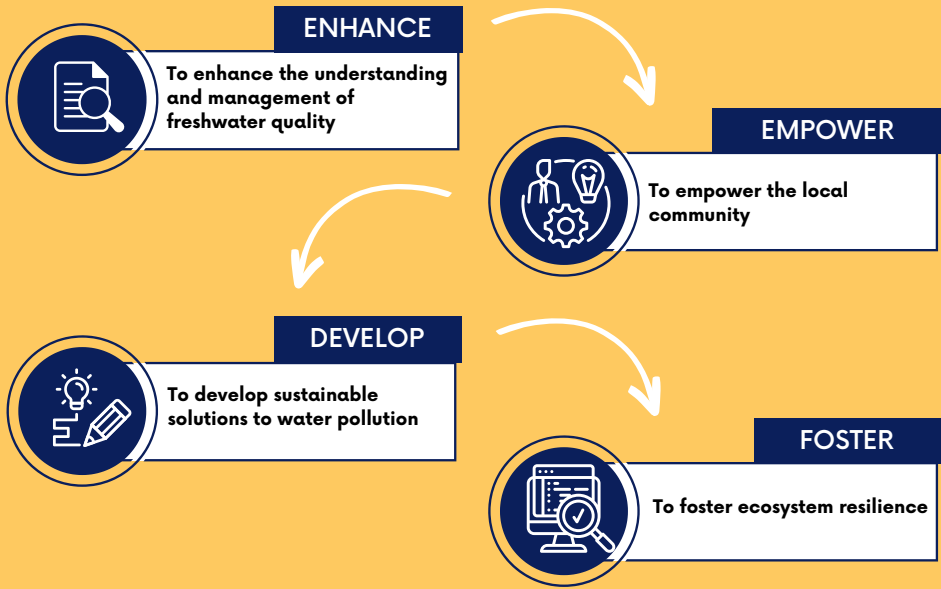 ENHANCE
To enhance the understanding
and management of
freshwater quality
EMPOWER
To empower the local
community
DEVELOP
To develop sustainable
solutions to water pollution
FOSTER
To foster ecosystem resilience